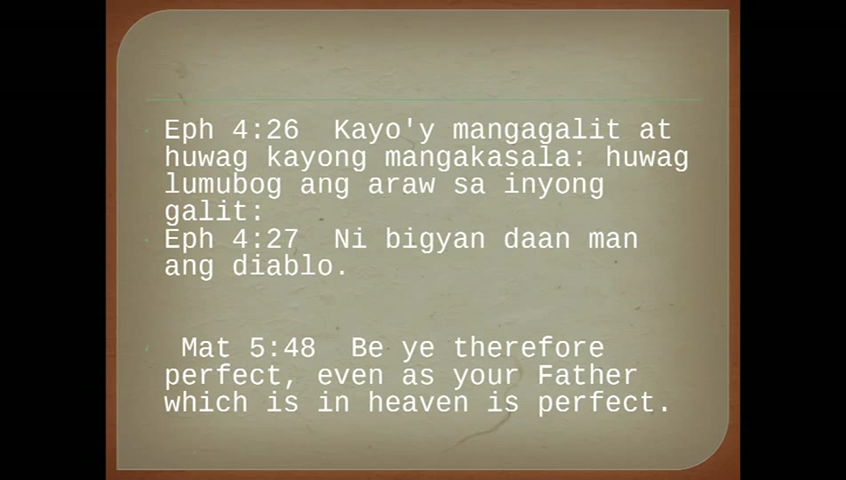 Eph 4:26  Kayo'y mangagalit at
huwag kayong mangakasala: huwag
lumubog ang araw sa inyong
galit:
Eph 4:27  Ni bigyan daan man
ang diablo.
Mat 5:48  Be ye therefore
perfect, even as your Father
which is in heaven is perfect.